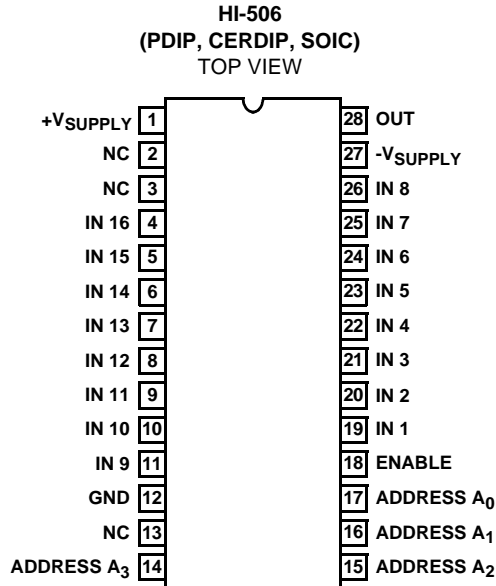 HI-506
(PDIP, CERDIP, SOIC)
TOP VIEW
+VSUPPLY 1 28 OUT
NC 2 27 -VSUPPLY
NC 3 26 IN 8
IN 16 4 25 IN 7
IN 15 5 24 IN 6
IN 14 6 23 IN 5
IN 13 7 22 IN 4
IN 12 8 21 IN 3
IN 11 9 20 IN 2
IN 10 10 19 IN 1
IN 9 11 18 ENABLE
GND 12 17 ADDRESS A0
NC 13 16 ADDRESS A1
ADDRESS A3 14 15 ADDRESS A2